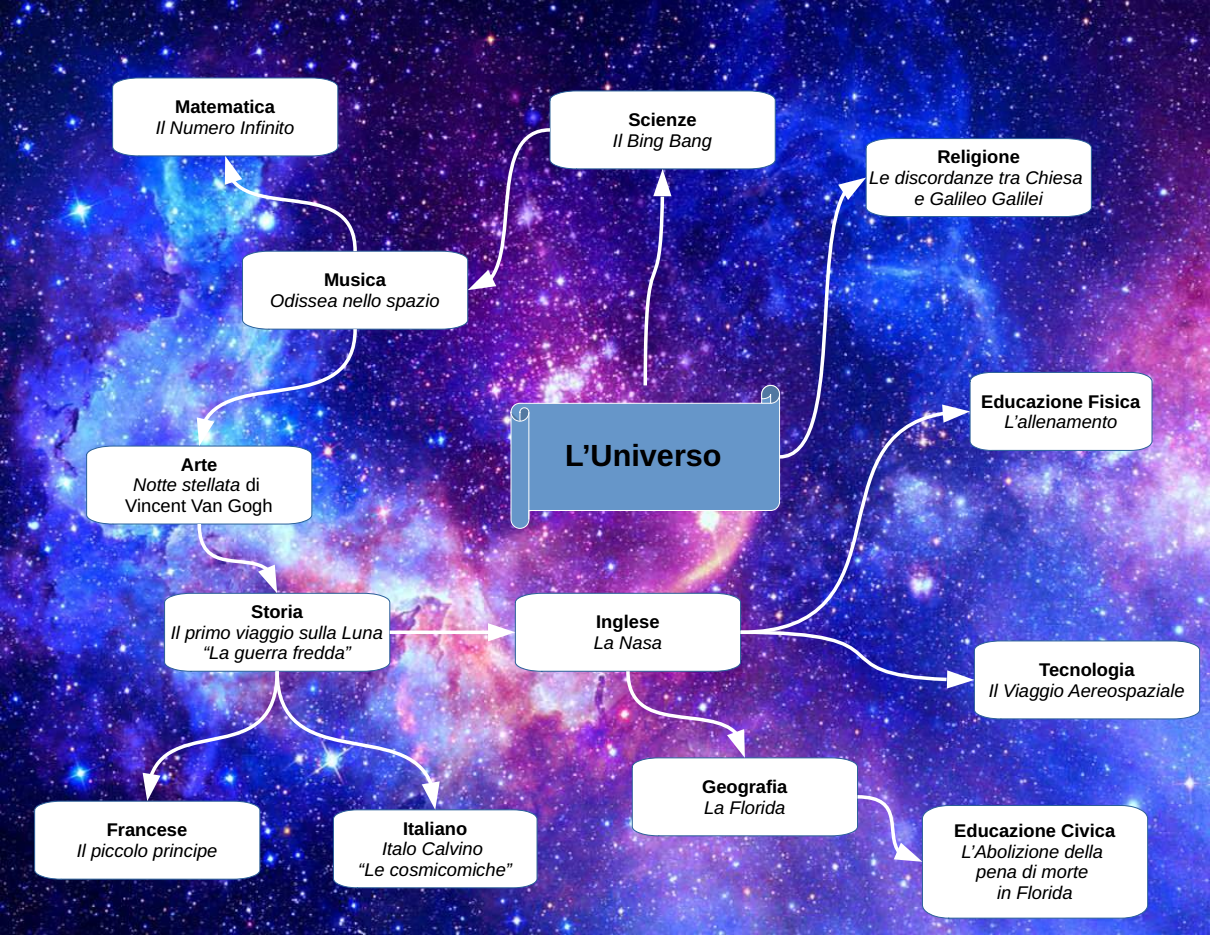 Matematica
Il Numero Infinito
Scienze
Il Bing Bang
Religione
Le discordanze tra Chiesa
e Galileo Galilei
Musica
Odissea nello spazio
Educazione Fisica
L’allenamento
L’Universo
Arte
Notte stellata di
Vincent Van Gogh
Storia
Il primo viaggio sulla Luna
“La guerra fredda”
Inglese
La Nasa
Tecnologia
Il Viaggio Aereospaziale
Geografia
La Florida
Francese
Il piccolo principe
Italiano
Italo Calvino
“Le cosmicomiche”
Educazione Civica
L’Abolizione della
pena di morte
in Florida